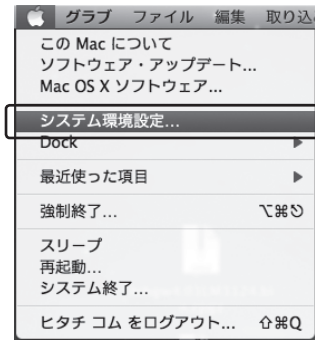 グラブ ファイル 編集 取り込
この Mac について
ソフトウェア・アップデート...
Mac OS X ソフトウェア...
システム環境設定...
Dock
最近使った項目
強制終了... ⌥⌘⎋
スリープ
再起動...
システム終了...
ヒタチ コム をログアウト... ⇧⌘Q